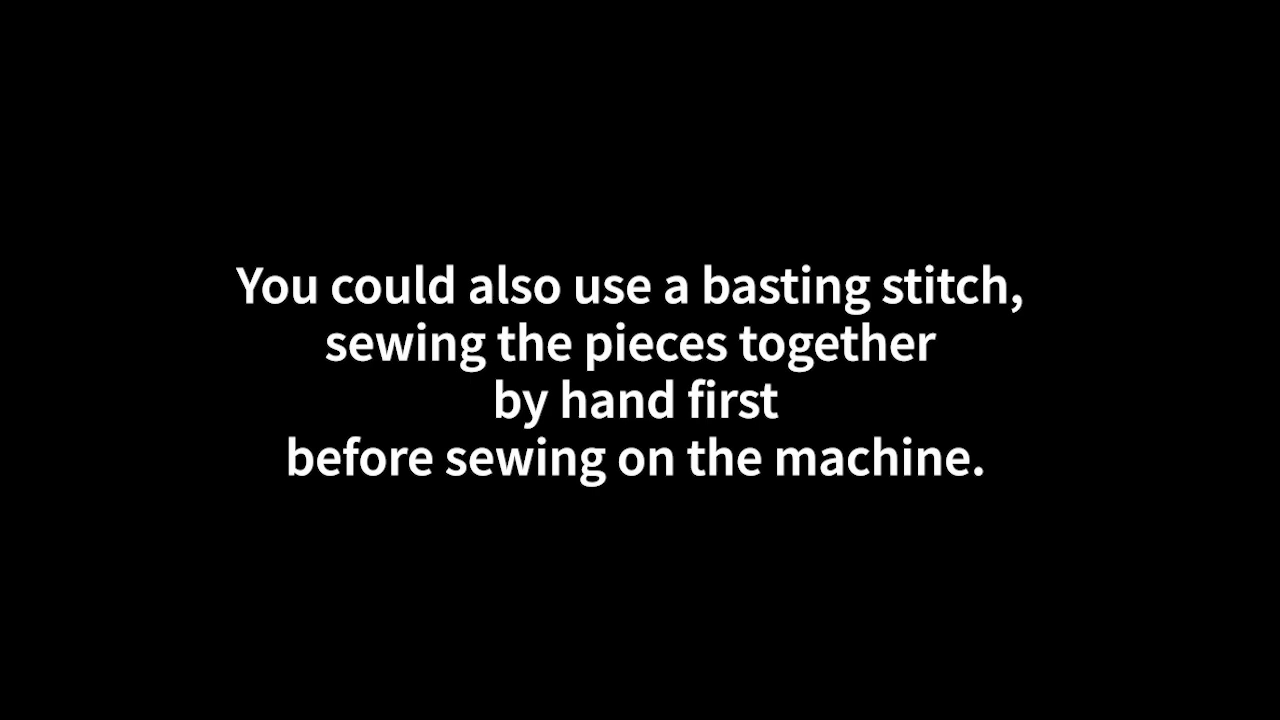 You could also use a basting stitch,
sewing the pieces together
by hand first
before sewing on the machine.